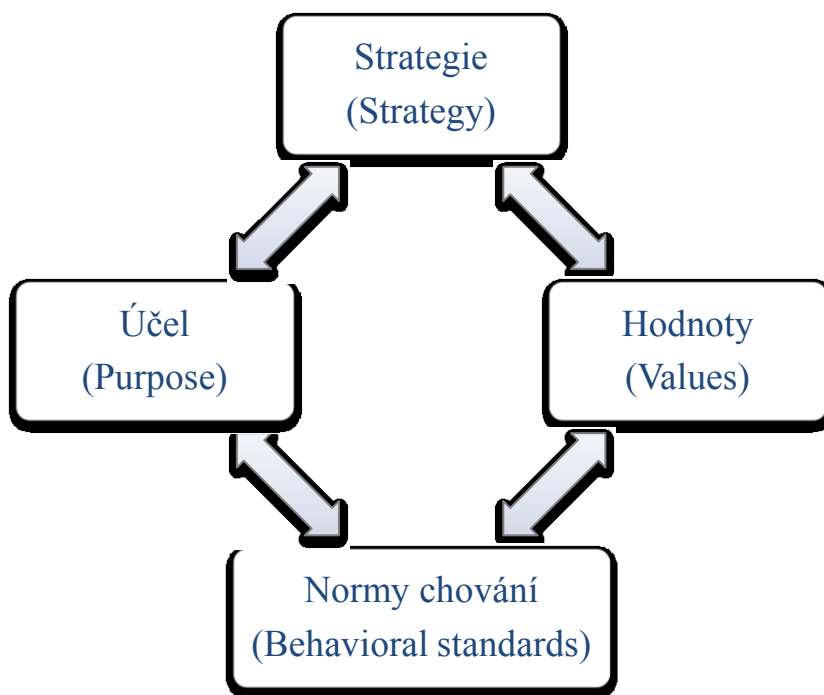 Strategie
(Strategy)
Účel
(Purpose)
Hodnoty
(Values)
Normy chování
(Behavioral standards)